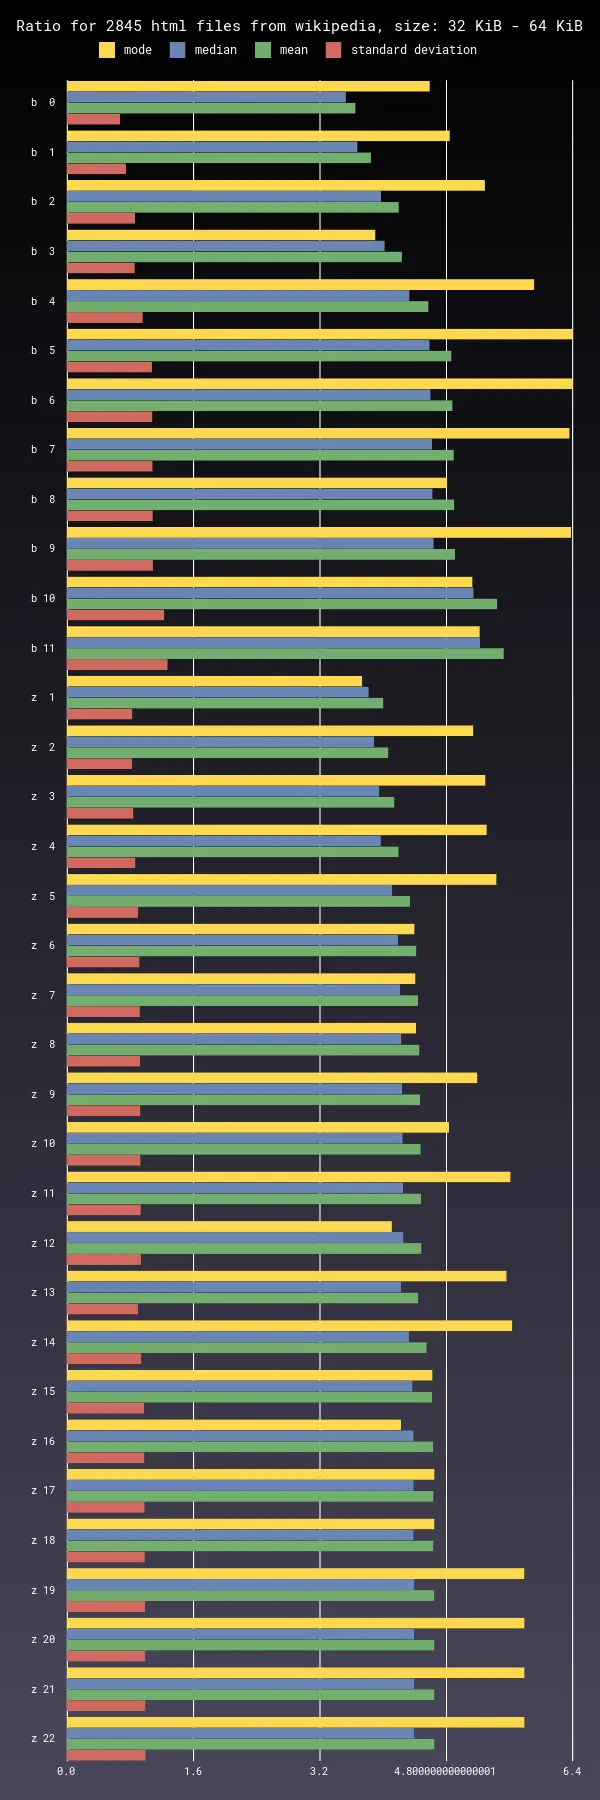 Ratio for 2845 html files from wikipedia, size: 32 KiB - 64 KiB
mode median mean standard deviation
b 0
b 1
b 2
b 3
b 4
b 5
b 6
b 7
b 8
b 9
b 10
b 11
z 1
z 2
z 3
z 4
z 5
z 6
z 7
z 8
z 9
z 10
z 11
z 12
z 13
z 14
z 15
z 16
z 17
z 18
z 19
z 20
z 21
z 22
0.0 1.6 3.2 4.800000000000001 6.4